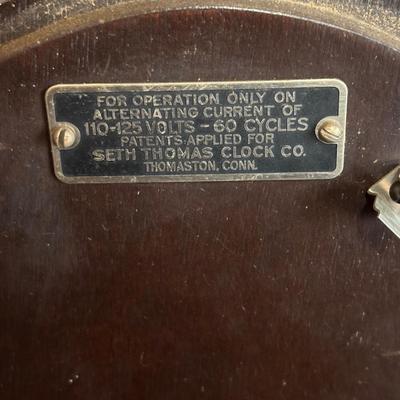 FOR OPERATION ONLY ON
ALTERNATING CURRENT OF
110-125 VOLTS - 60 CYCLES
PATENTS APPLIED FOR
SETH THOMAS CLOCK CO.
THOMASTON, CONN.